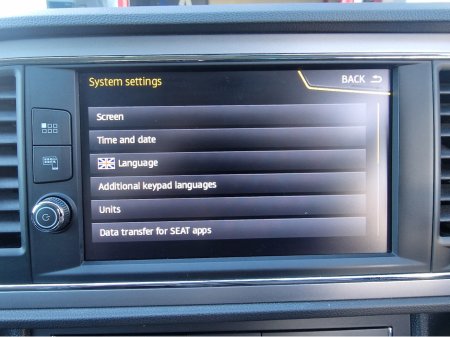 System settings
BACK
Screen
Time and date
Language
Additional keypad languages
Units
Data transfer for SEAT apps